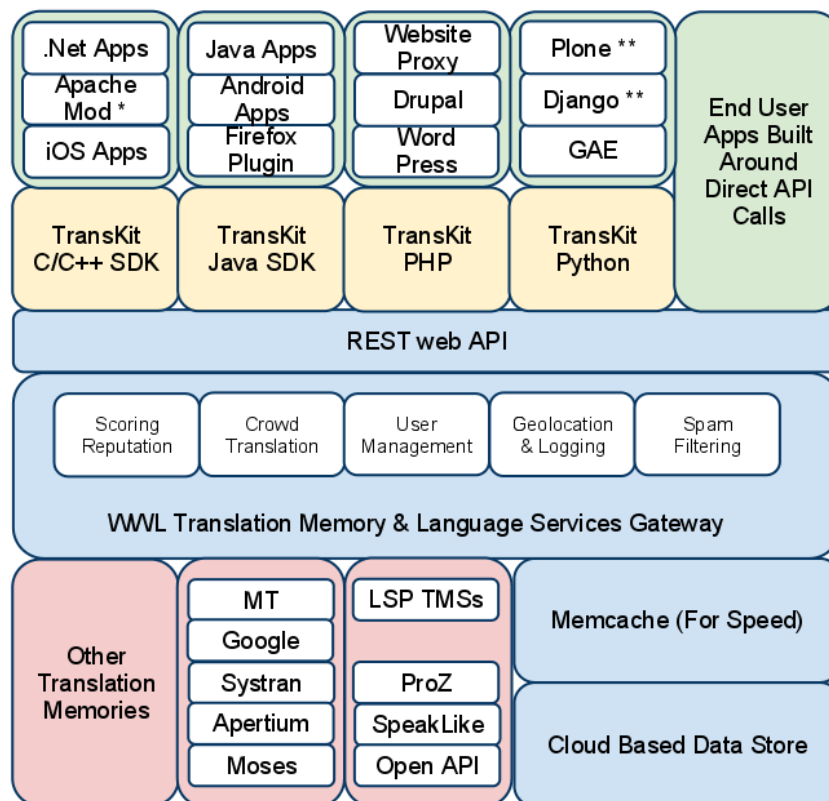 .Net Apps
Apache
Mod *
iOS Apps
Java Apps
Android
Apps
Firefox
Plugin
Website
Proxy
Drupal
Word
Press
Plone **
Django **
GAE
End User
Apps Built
Around
Direct API
Calls
TransKit
C/C++ SDK
TransKit
Java SDK
TransKit
PHP
TransKit
Python
REST web API
Scoring
Reputation
Crowd
Translation
User
Management
Geolocation
& Logging
Spam
Filtering
WWL Translation Memory & Language Services Gateway
Other
Translation
Memories
MT
Google
Systran
Apertium
Moses
LSP TMSs
ProZ
SpeakLike
Open API
Memcache (For Speed)
Cloud Based Data Store